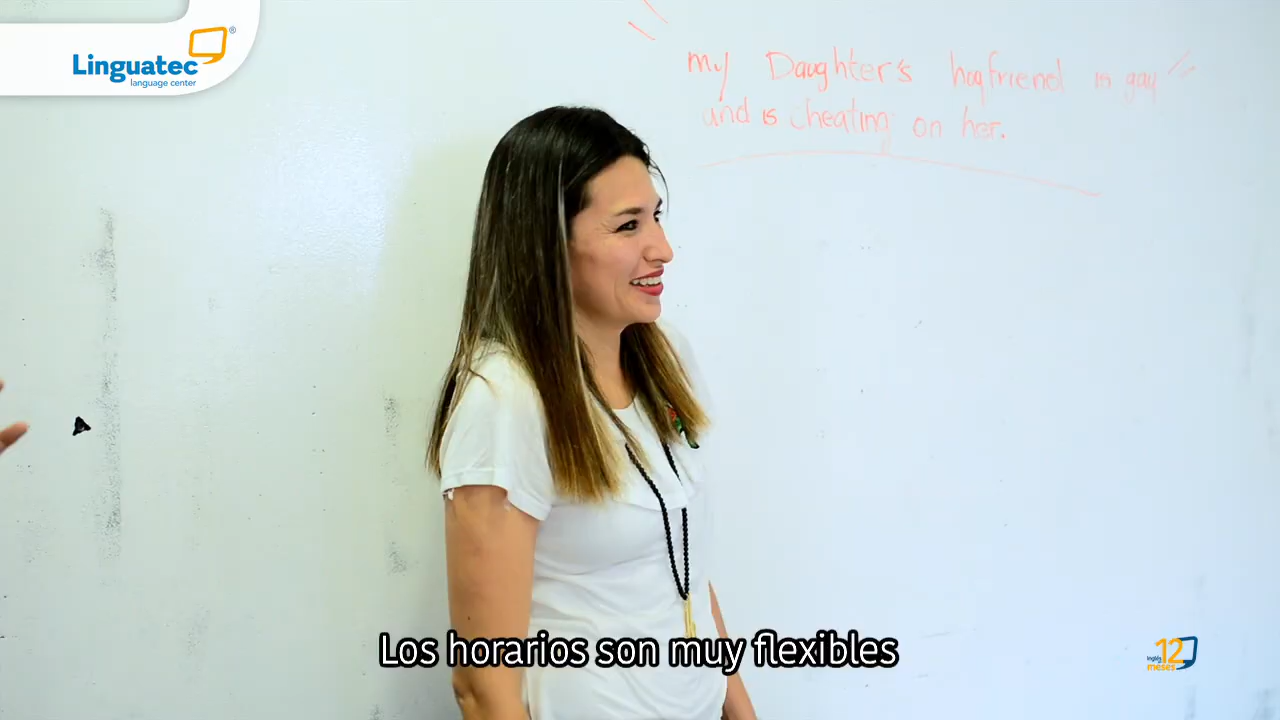 Linguatec®
language center
my Daughter's boyfriend is gay
and is cheating on her.
Los horarios son muy flexibles
inglés 12
meses